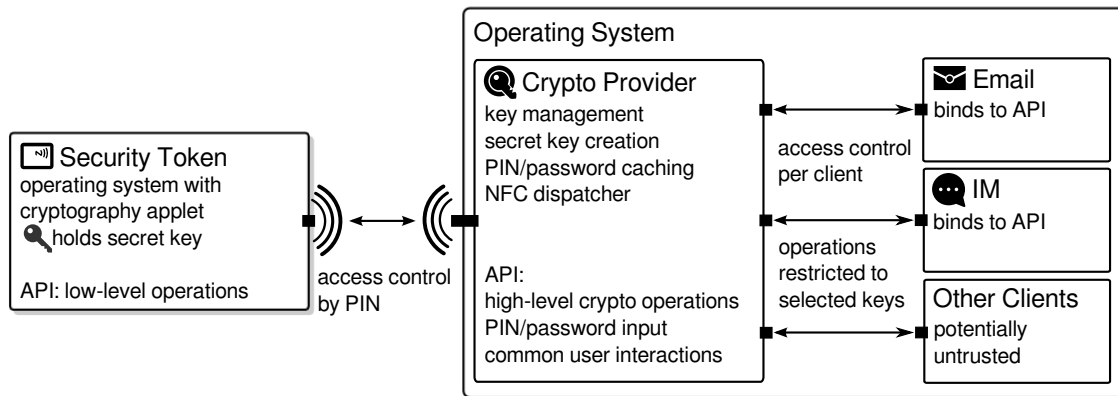 Operating System
Crypto Provider
key management
secret key creation
PIN/password caching
NFC dispatcher
API:
high-level crypto operations
PIN/password input
common user interactions
Security Token
operating system with
cryptography applet
holds secret key
API: low-level operations
access control
by PIN
access control
per client
operations
restricted to
selected keys
Email
binds to API
IM
binds to API
Other Clients
potentially
untrusted